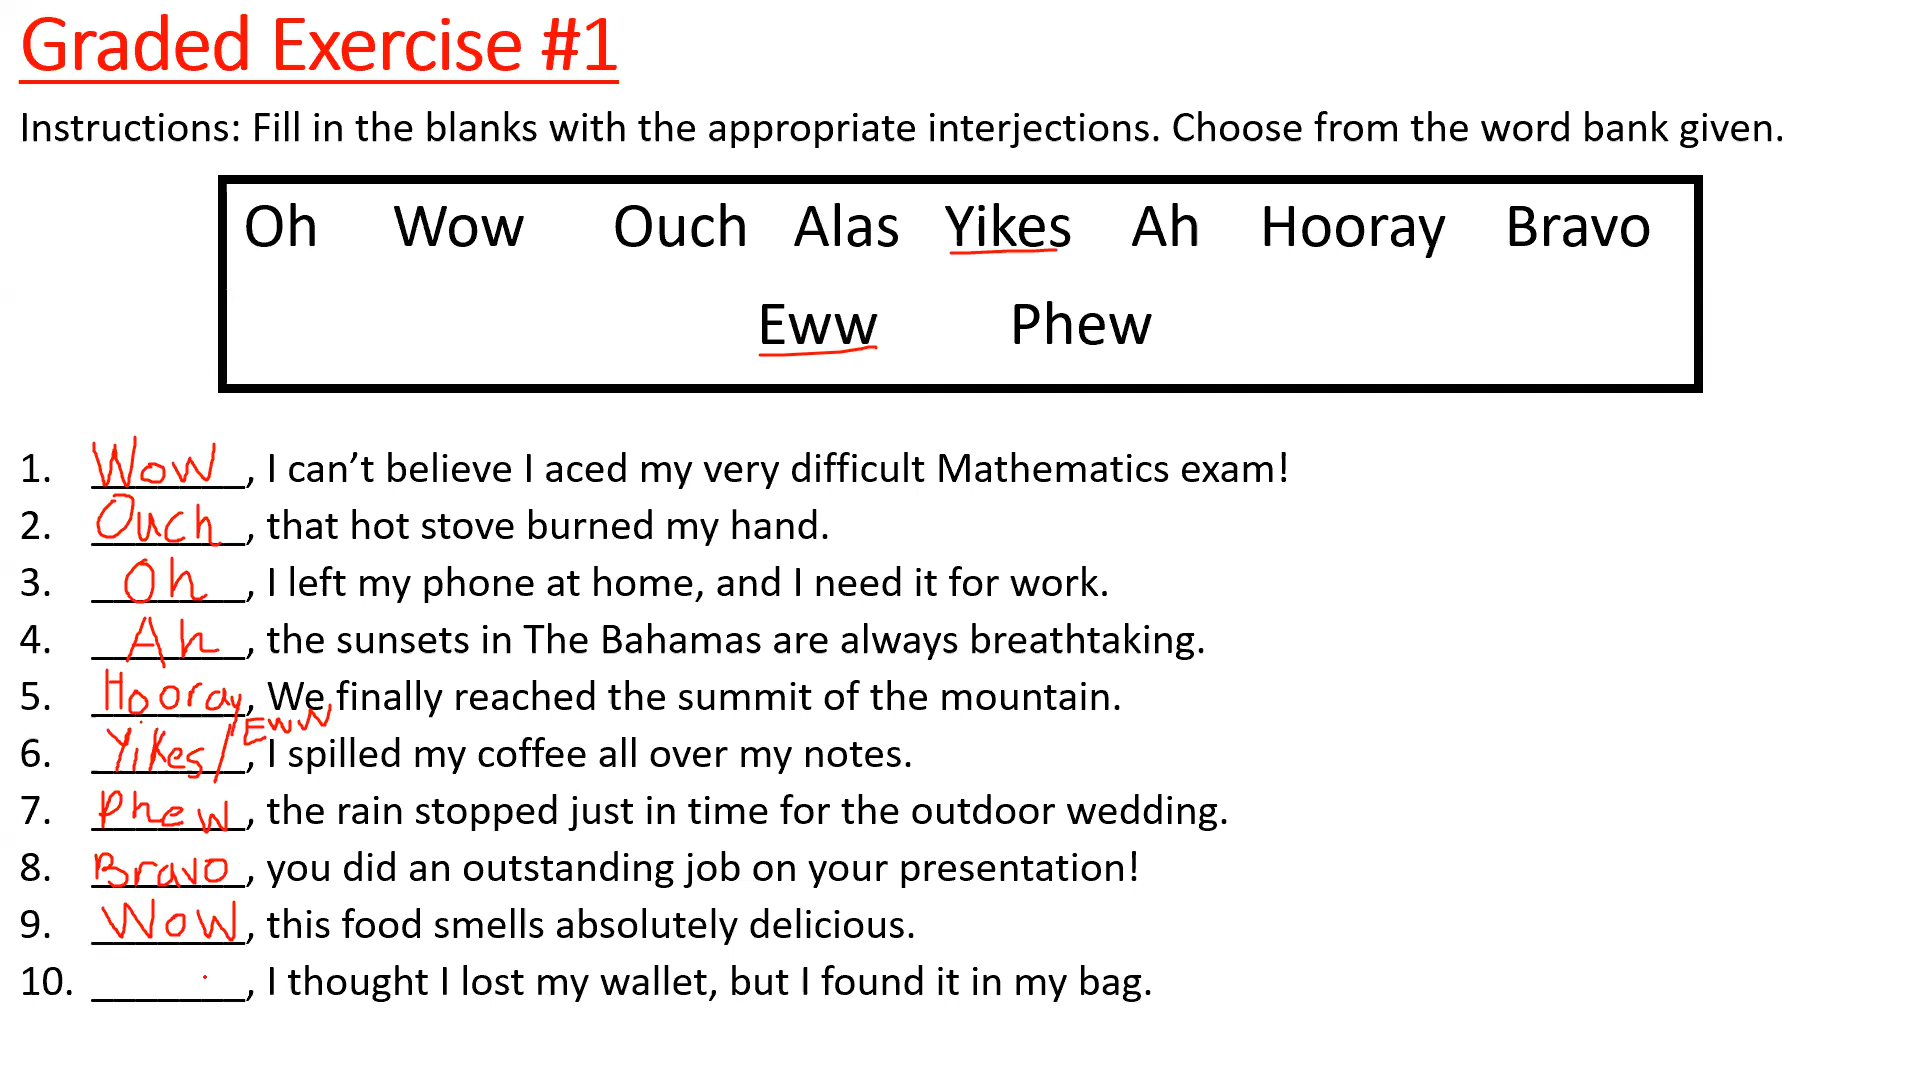 Graded Exercise #1
Instructions: Fill in the blanks with the appropriate interjections. Choose from the word bank given.
Oh Wow Ouch Alas Yikes Ah Hooray Bravo
Eww Phew
1. Wow, I can’t believe I aced my very difficult Mathematics exam!
2. Ouch, that hot stove burned my hand.
3. Oh, I left my phone at home, and I need it for work.
4. Ah, the sunsets in The Bahamas are always breathtaking.
5. Hooray, We finally reached the summit of the mountain.
6. Yikes/Eww, I spilled my coffee all over my notes.
7. Phew, the rain stopped just in time for the outdoor wedding.
8. Bravo, you did an outstanding job on your presentation!
9. Wow, this food smells absolutely delicious.
10. _______, I thought I lost my wallet, but I found it in my bag.